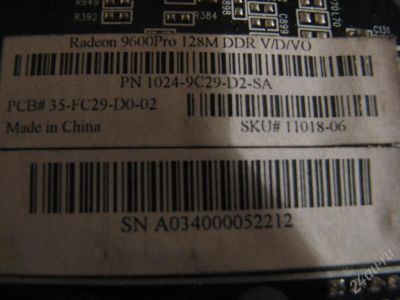 R384
C899
Radeon 9600Pro 128M DDR V/D/VO
PN 1024-9C29-D2-SA
PCB# 35-FC29-D0-02
Made in China
SKU# 11018-06
SN A034000052212